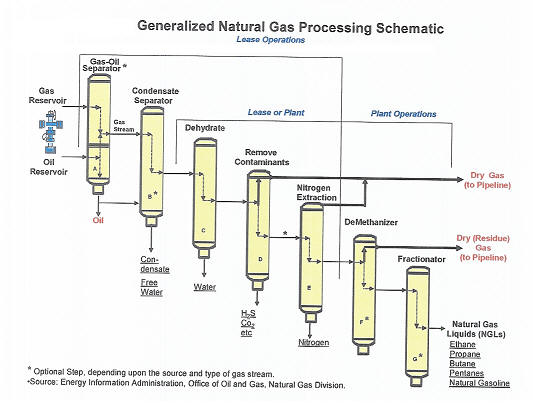 Generalized Natural Gas Processing Schematic
Lease Operations
Gas-Oil
Separator *
Gas
Reservoir
Condensate
Separator
Gas
Stream
Lease or Plant
Plant Operations
Dehydrate
Remove
Contaminants
Oil
Reservoir
A
Dry Gas
(to Pipeline)
Nitrogen
Extraction
B *
Oil
DeMethanizer
C
*
Dry (Residue)
Gas
(to Pipeline)
Con-
densate
Free
Water
Fractionator
D
Water
E
H2S
Co2
etc
F *
Nitrogen
Natural Gas
Liquids (NGLs)
Ethane
Propane
Butane
Pentanes
Natural Gasoline
G *
* Optional Step, depending upon the source and type of gas stream.
•Source: Energy Information Administration, Office of Oil and Gas, Natural Gas Division.